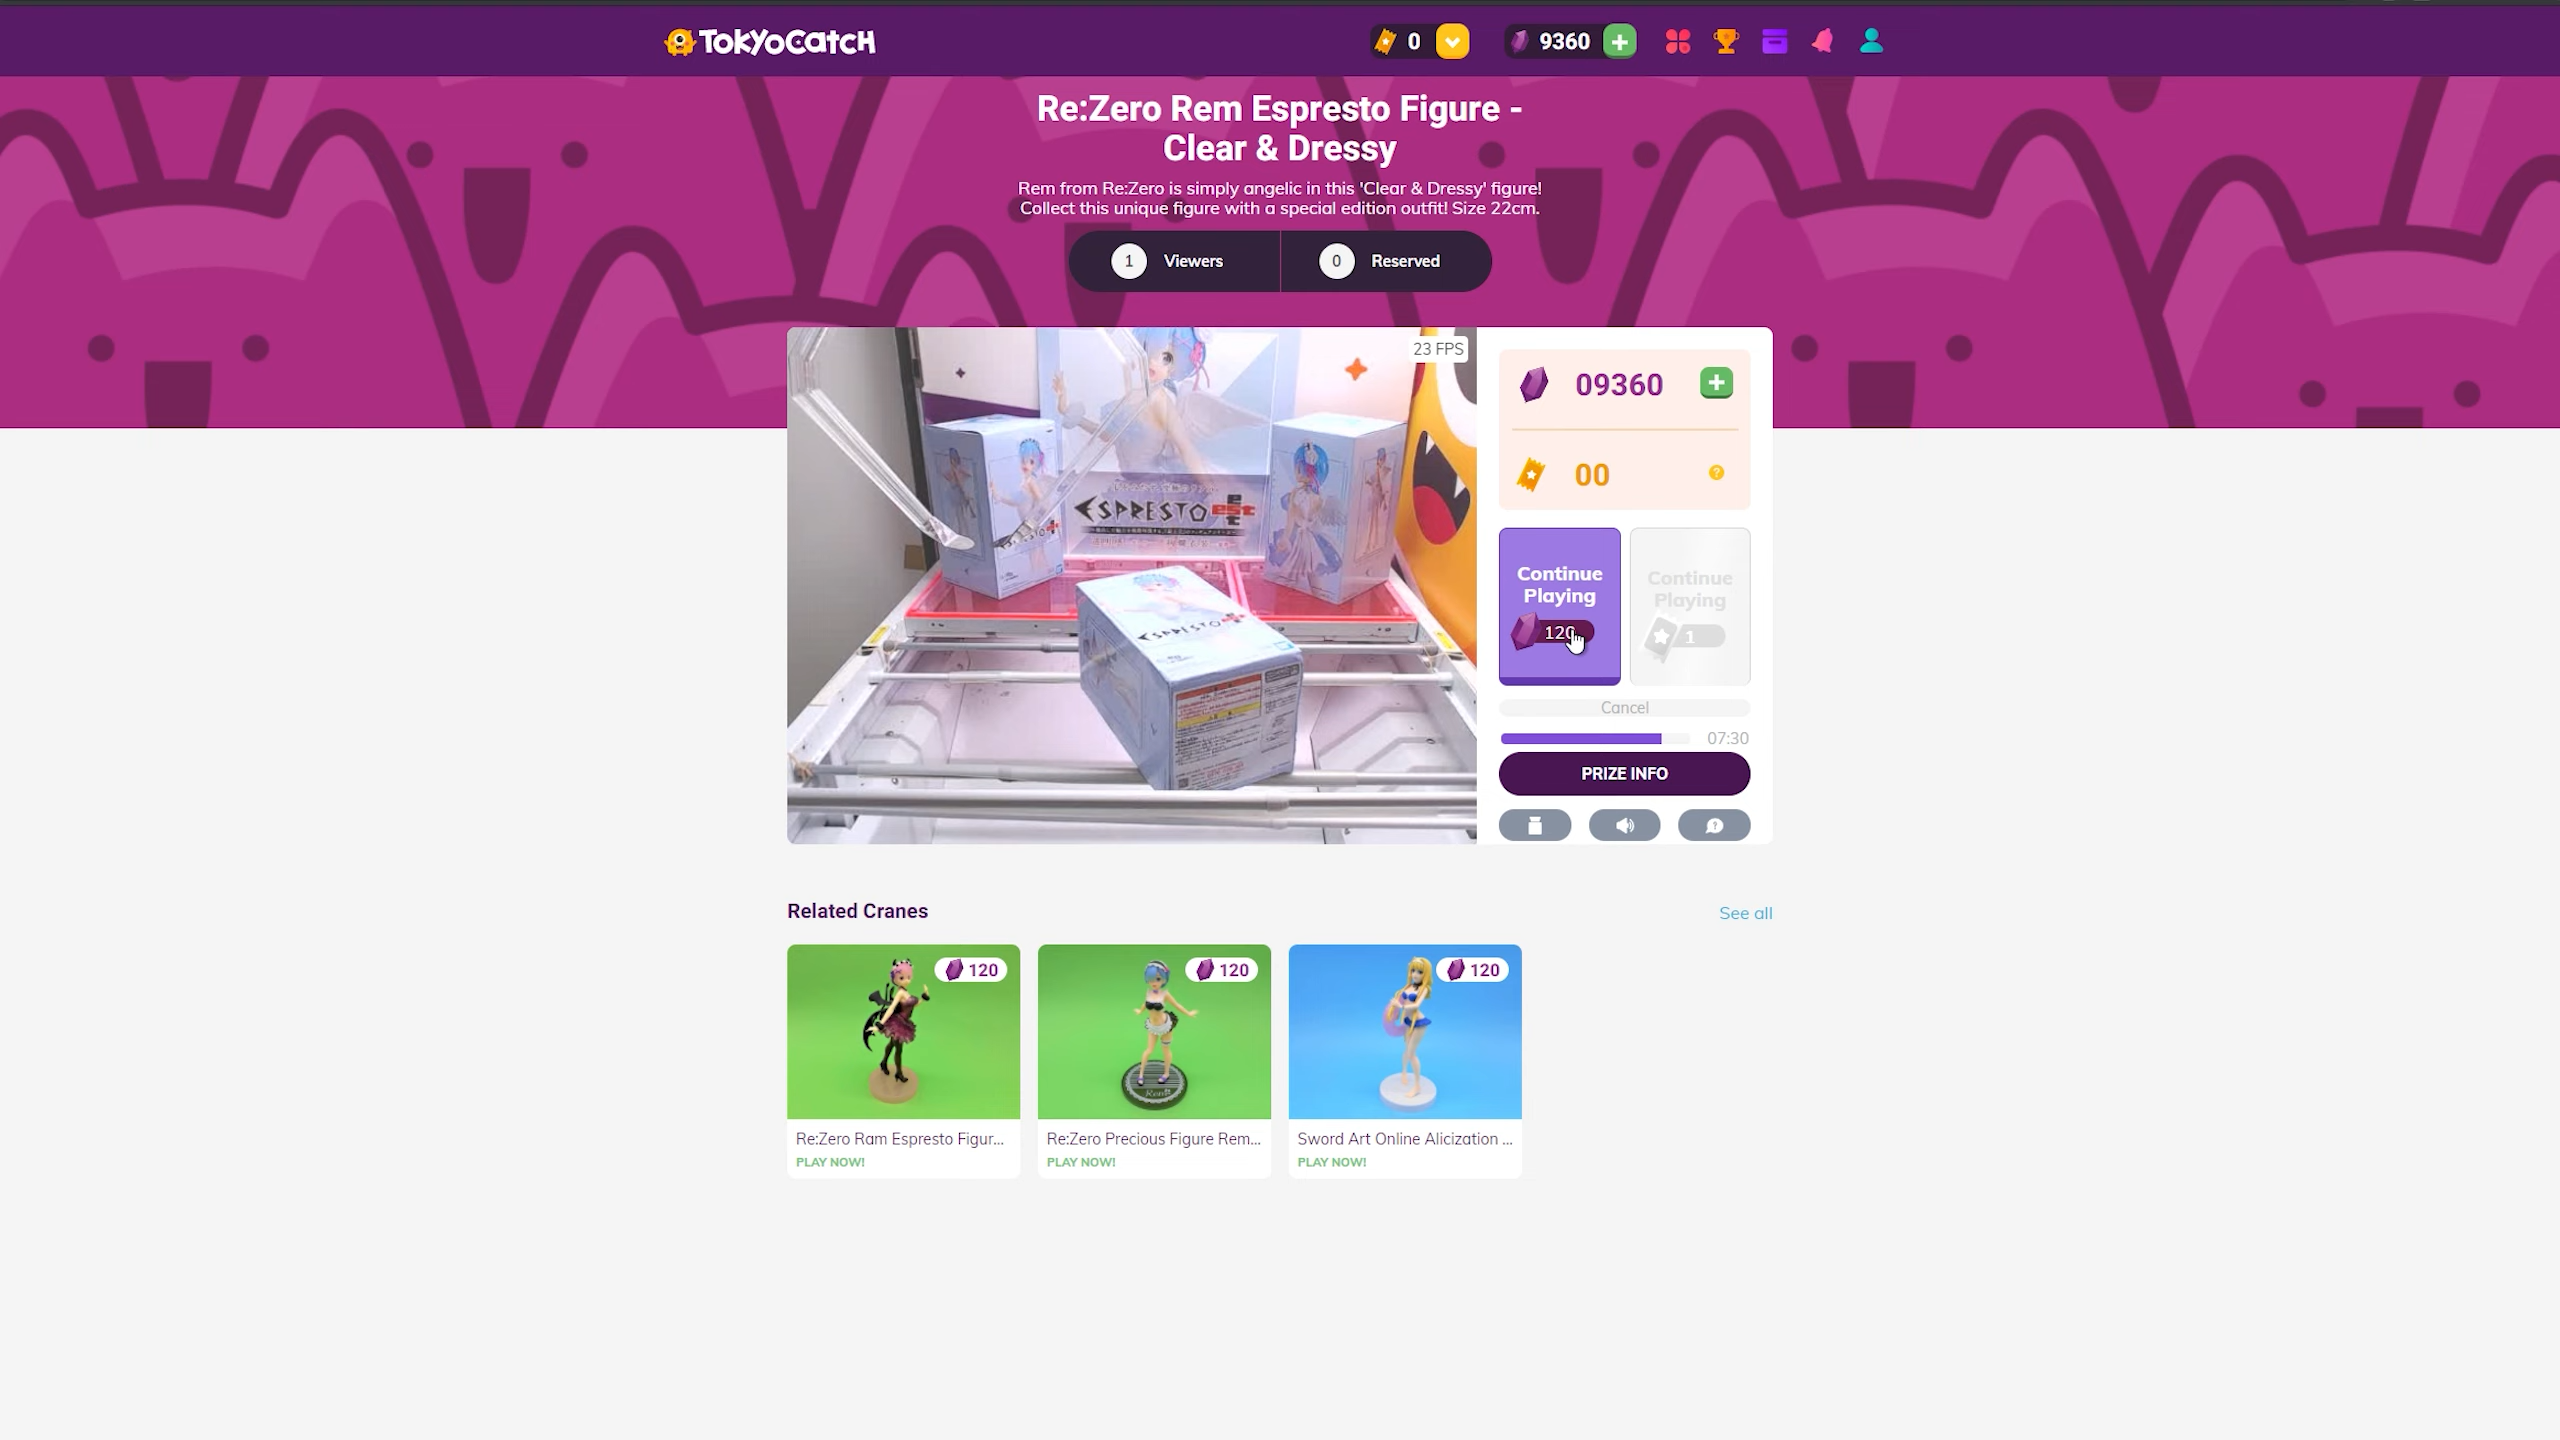 TOKYOCATCH
0
9360
Re:Zero Rem Espresto Figure -
Clear & Dressy
Rem from Re:Zero is simply angelic in this 'Clear & Dressy' figure!
Collect this unique figure with a special edition outfit! Size 22cm.
1 Viewers
0 Reserved
23 FPS
ESPRESTO est
ESPRESTO
09360
00
Continue
Playing
120
Continue
Playing
1
Cancel
07:30
PRIZE INFO
Related Cranes
See all
120
120
120
Re:Zero Ram Espresto Figur...
Re:Zero Precious Figure Rem...
Sword Art Online Alicization ...
PLAY NOW!
PLAY NOW!
PLAY NOW!